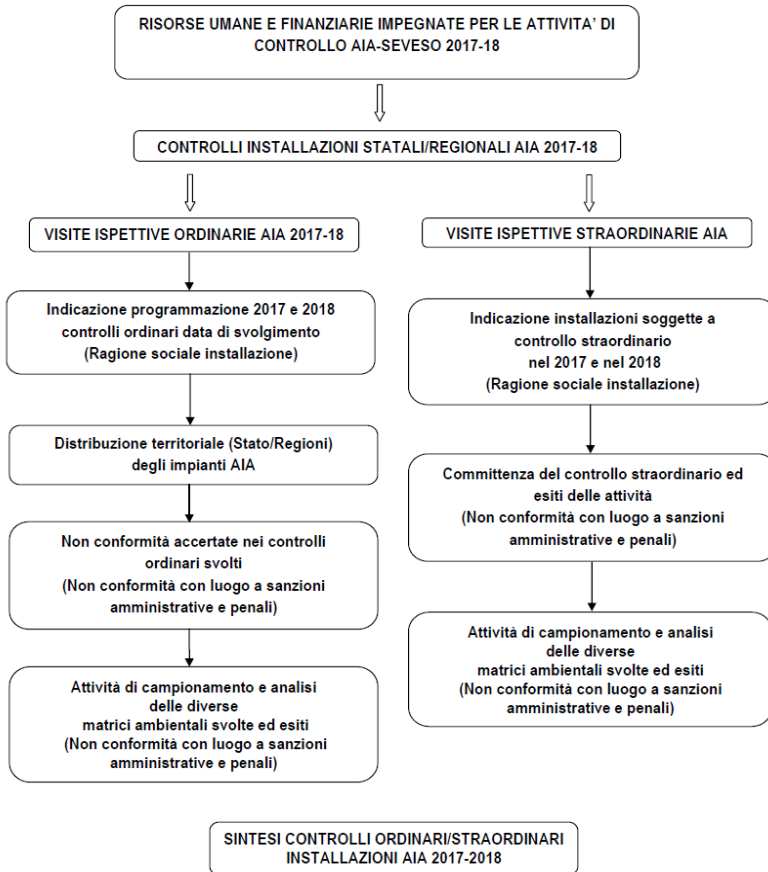 RISORSE UMANE E FINANZIARIE IMPEGNATE PER LE ATTIVITA' DI
CONTROLLO AIA-SEVESO 2017-18
CONTROLLI INSTALLAZIONI STATALI/REGIONALI AIA 2017-18
VISITE ISPETTIVE ORDINARIE AIA 2017-18
Indicazione programmazione 2017 e 2018
controlli ordinari data di svolgimento
(Ragione sociale installazione)
Distribuzione territoriale (Stato/Regioni)
degli impianti AIA
Non conformità accertate nei controlli
ordinari svolti
(Non conformità con luogo a sanzioni
amministrative e penali)
Attività di campionamento e analisi
delle diverse
matrici ambientali svolte ed esiti
(Non conformità con luogo a sanzioni
amministrative e penali)
VISITE ISPETTIVE STRAORDINARIE AIA
Indicazione installazioni soggette a
controllo straordinario
nel 2017 e nel 2018
(Ragione sociale installazione)
Committenza del controllo straordinario ed
esiti delle attività
(Non conformità con luogo a sanzioni
amministrative e penali)
Attività di campionamento e analisi
delle diverse
matrici ambientali svolte ed esiti
(Non conformità con luogo a sanzioni
amministrative e penali)
SINTESI CONTROLLI ORDINARI/STRAORDINARI
INSTALLAZIONI AIA 2017-2018